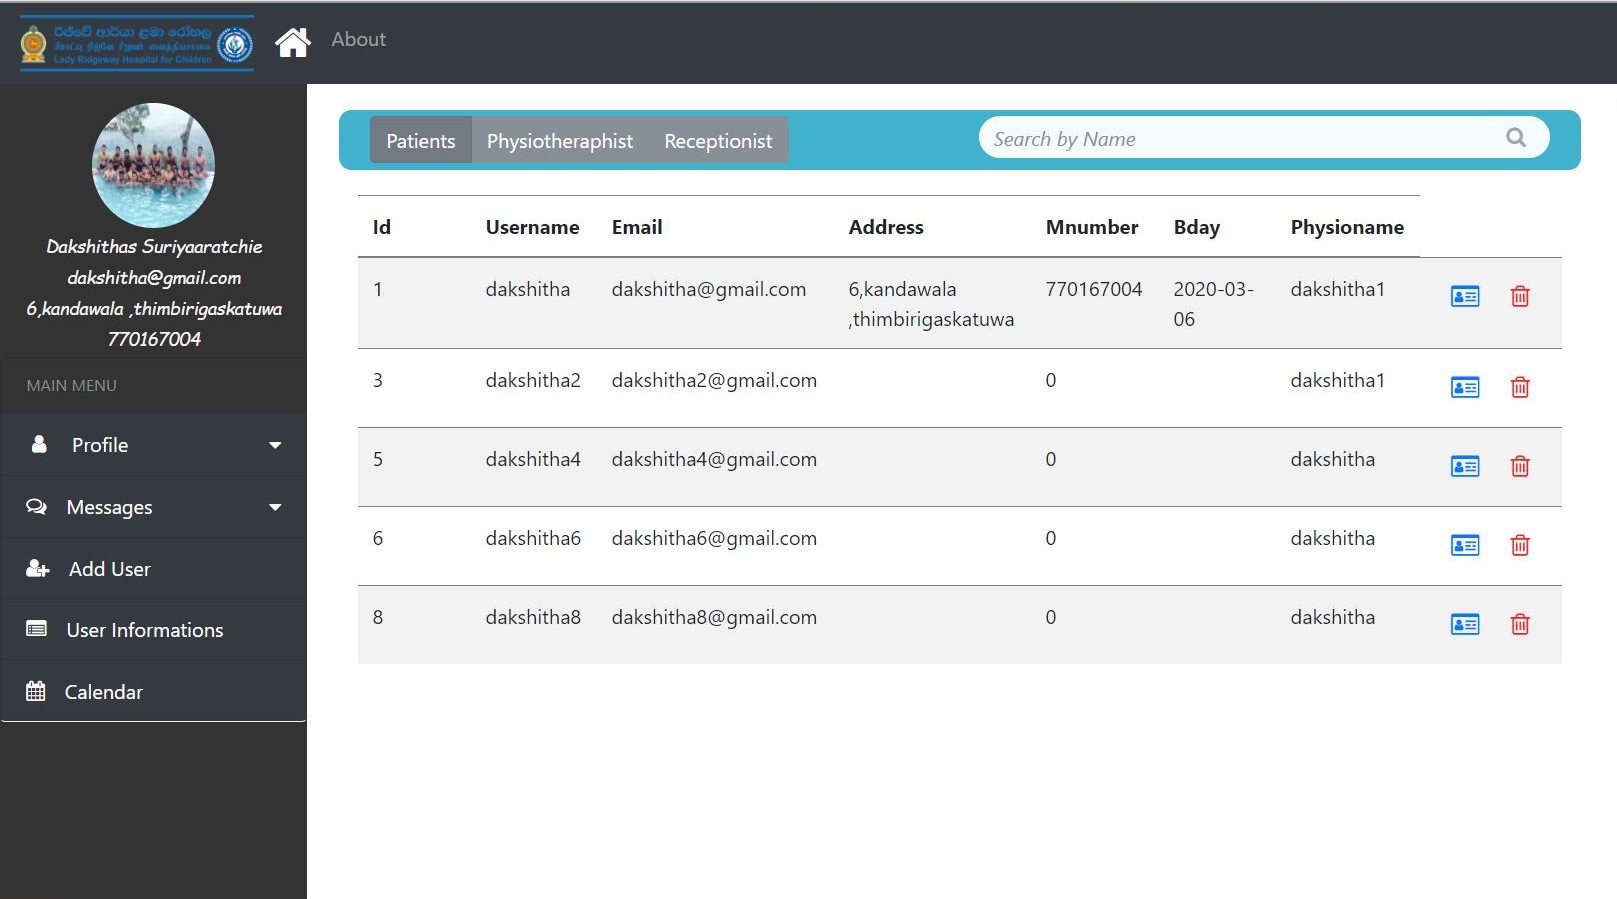 රිජ්වේ ආර්යා ළමා රෝහල
சீமாட்டி றிஜ்வே சிறுவர் வைத்தியசாலை
Lady Ridgeway Hospital for Children
About
Dakshithas Suriyaaratchie
dakshitha@gmail.com
6,kandawala ,thimbirigaskatuwa
770167004
MAIN MENU
Profile
Messages
Add User
User Informations
Calendar
Patients Physiotheraphist Receptionist Search by Name
Id Username Email Address Mnumber Bday Physioname
1 dakshitha dakshitha@gmail.com 6,kandawala 770167004 2020-03- dakshitha1
,thimbirigaskatuwa 06
3 dakshitha2 dakshitha2@gmail.com 0 dakshitha1
5 dakshitha4 dakshitha4@gmail.com 0 dakshitha
6 dakshitha6 dakshitha6@gmail.com 0 dakshitha
8 dakshitha8 dakshitha8@gmail.com 0 dakshitha